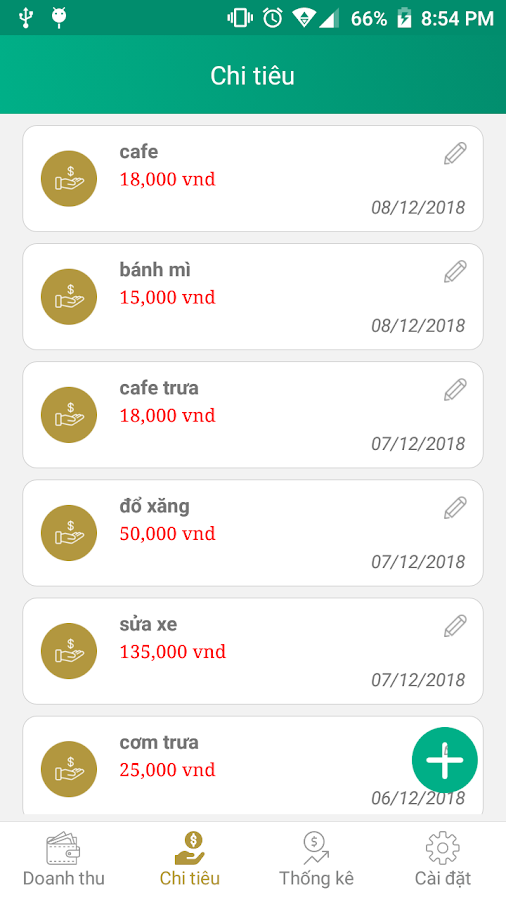 66% 8:54 PM
Chi tiêu
cafe
18,000 vnd
08/12/2018
bánh mì
15,000 vnd
08/12/2018
cafe trưa
18,000 vnd
07/12/2018
đổ xăng
50,000 vnd
07/12/2018
sửa xe
135,000 vnd
07/12/2018
cơm trưa
25,000 vnd
06/12/2018
Doanh thu Chi tiêu Thống kê Cài đặt